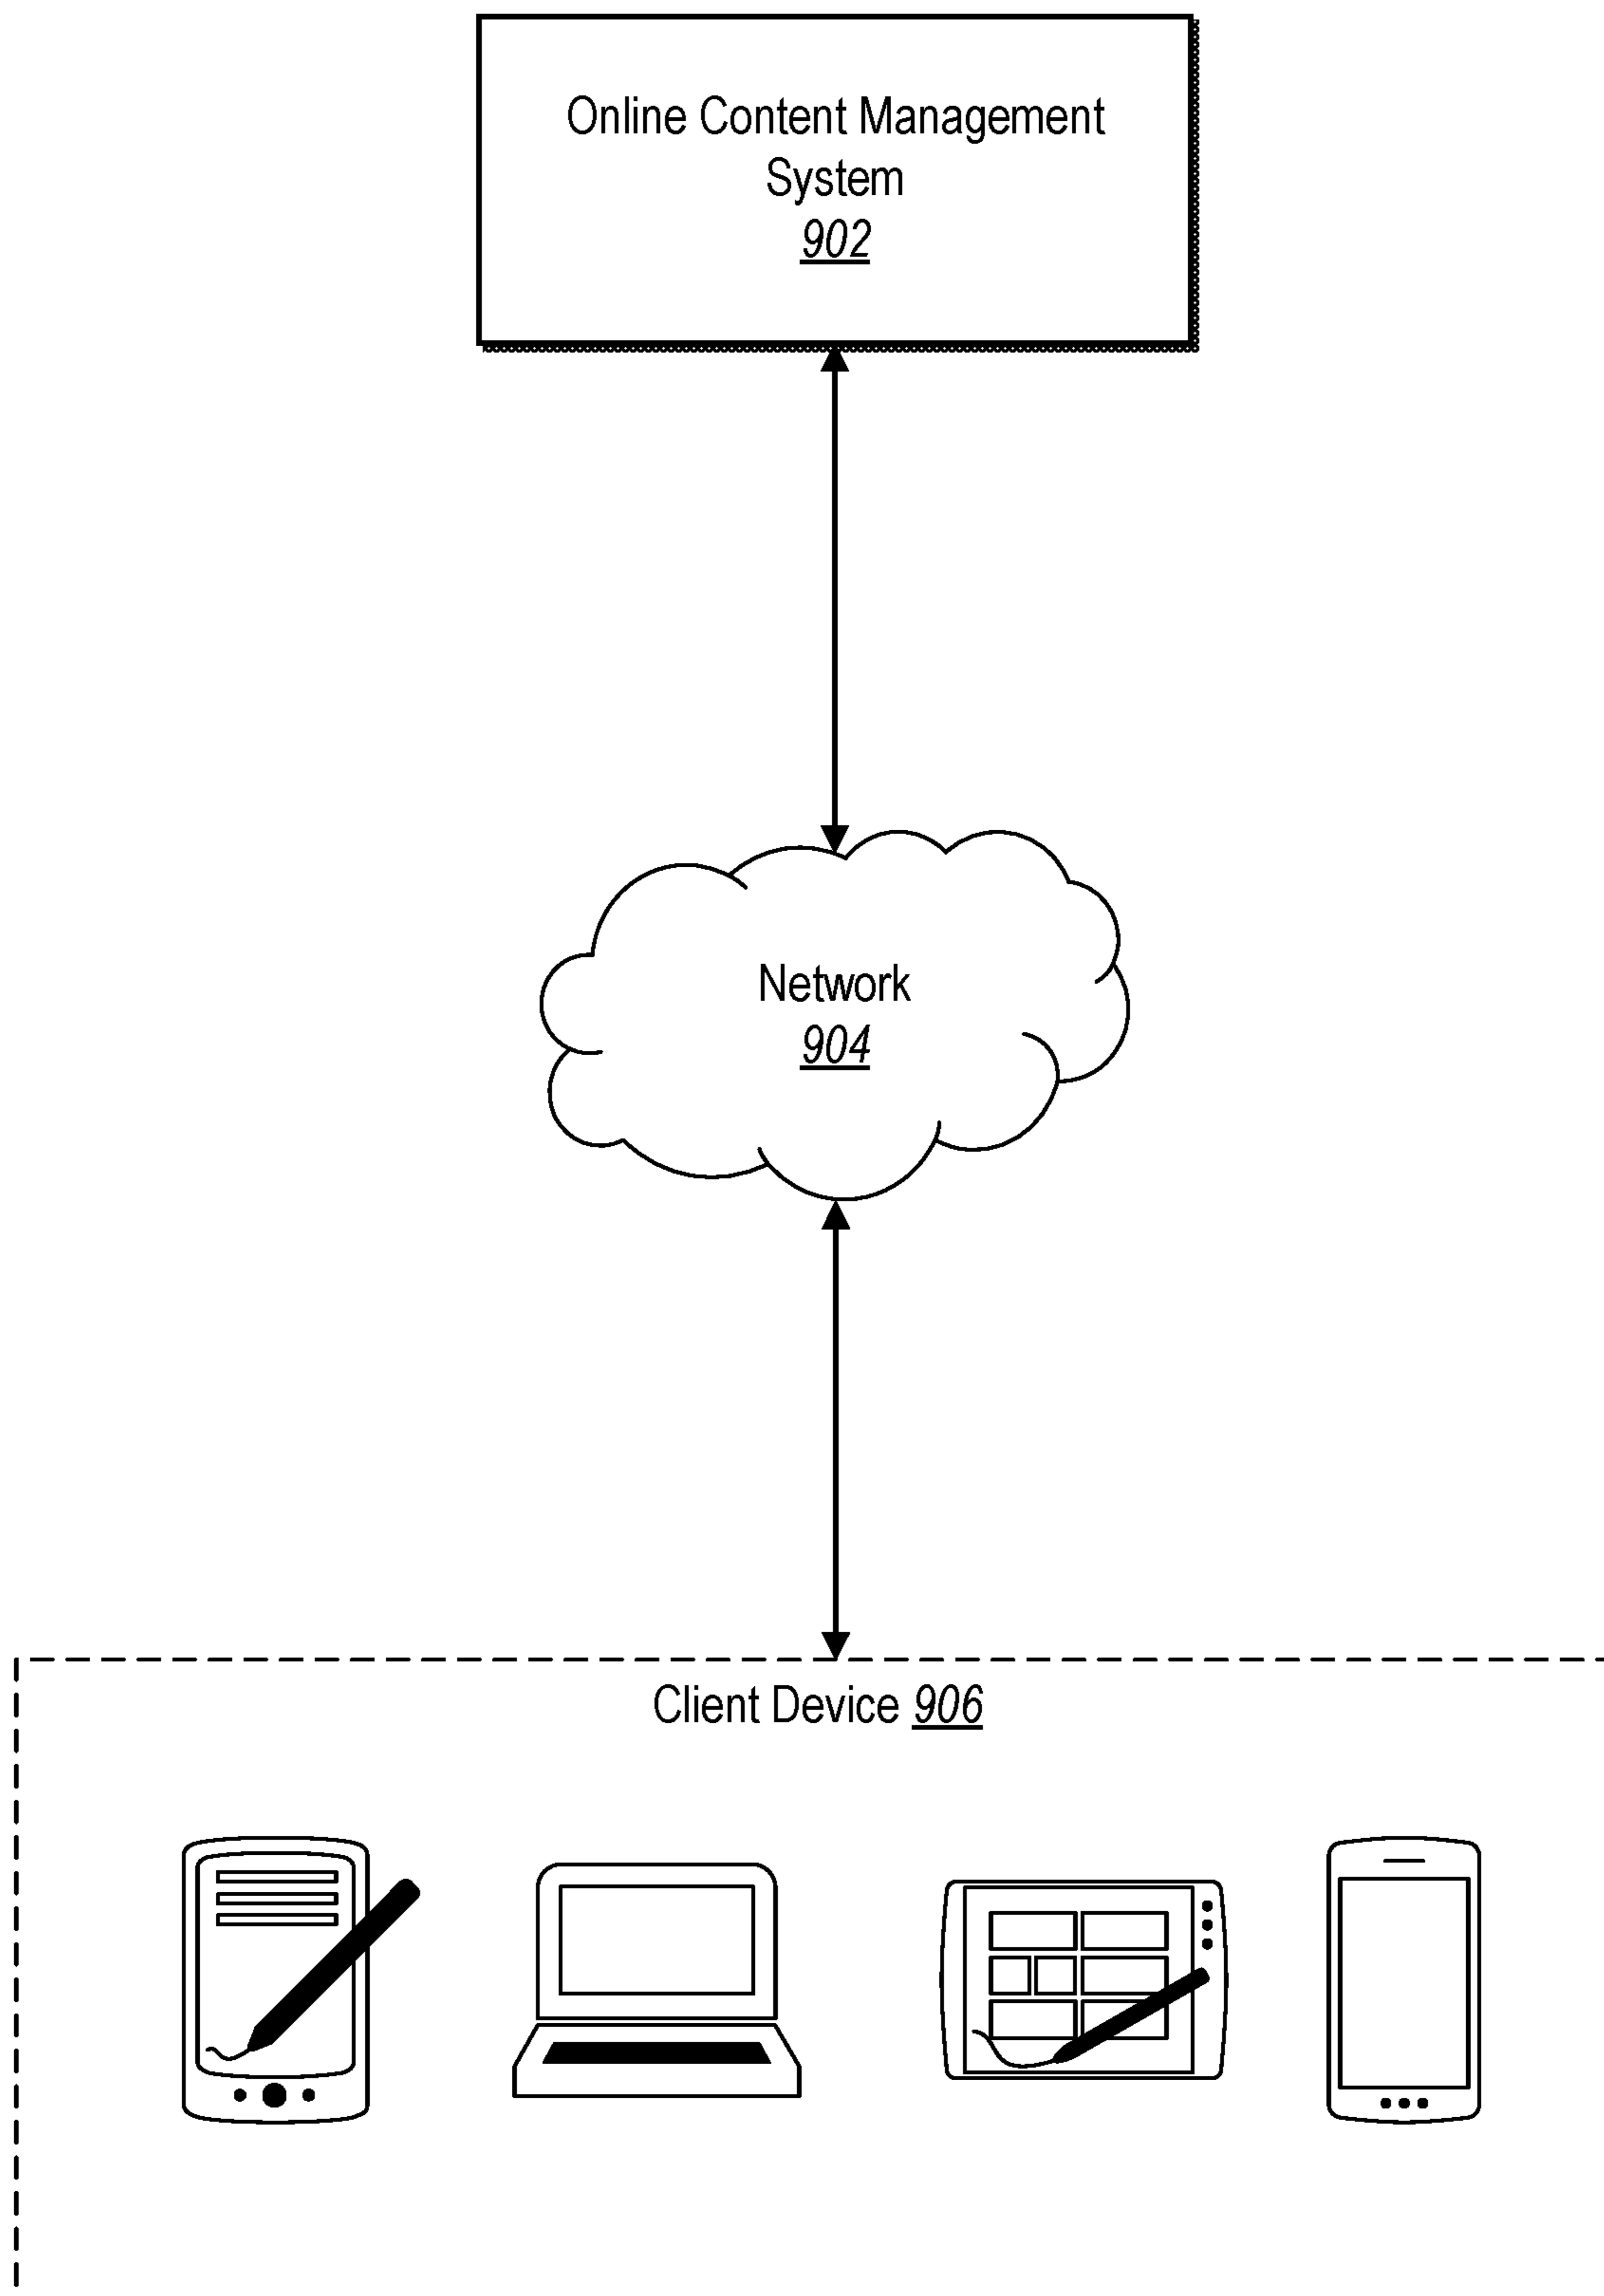 Online Content Management
System
902
Network
904
Client Device 906